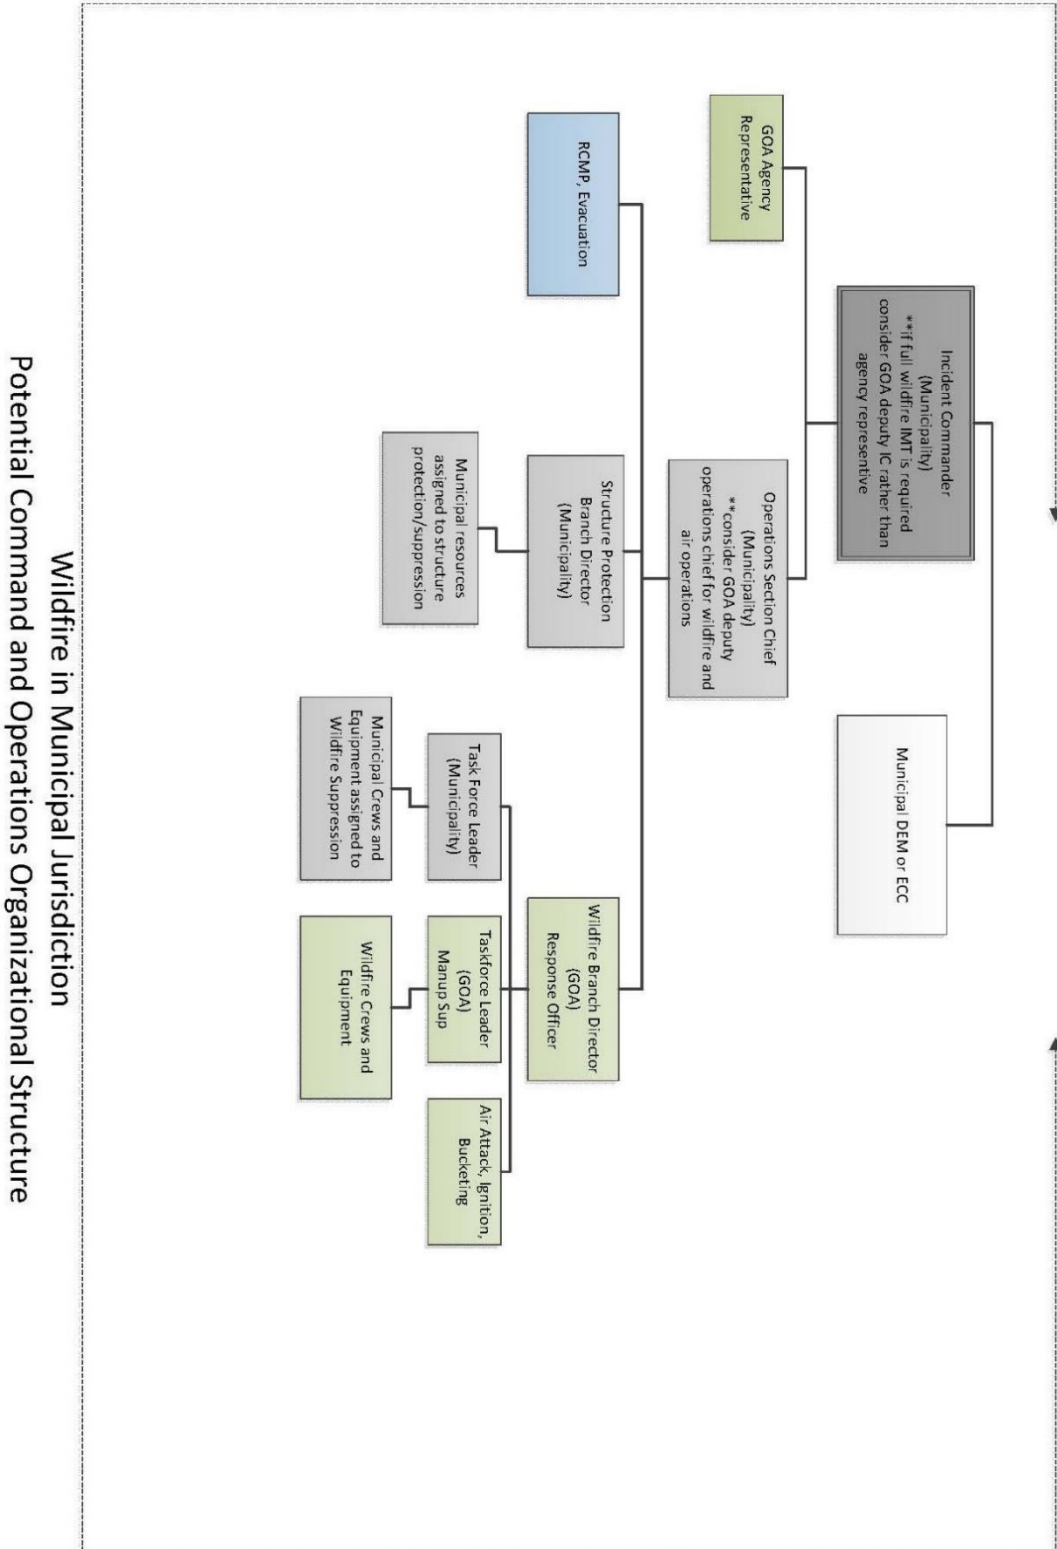 Incident Commander
(Municipality)
**if full wildfire IMT is required
consider GOA deputy IC rather than
agency representive
Municipal DEM or ECC
GOA Agency
Representative
Operations Section Chief
(Municipality)
**consider GOA deputy
operations chief for wildfire and
air operations
RCMP, Evacuation
Structure Protection
Branch Director
(Municipality)
Wildfire Branch Director
(GOA)
Response Officer
Municipal resources
assigned to structure
protection/suppression
Task Force Leader
(Municipality)
Taskforce Leader
(GOA)
Manup Sup
Air Attack, Ignition,
Bucketing
Municipal Crews and
Equipment assigned to
Wildfire Suppression
Wildfire Crews and
Equipment
Wildfire in Municipal Jurisdiction
Potential Command and Operations Organizational Structure